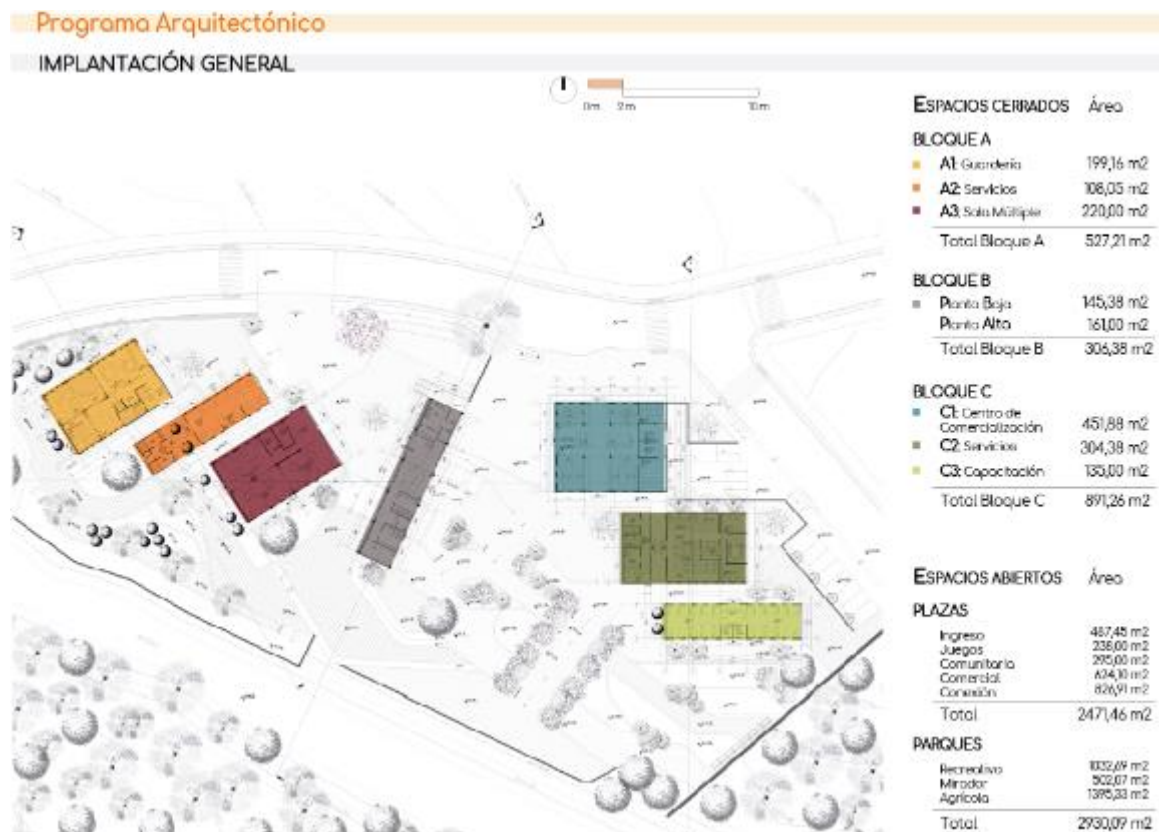 Programa Arquitectónico
IMPLANTACIÓN GENERAL
0m 2m 10m
ESPACIOS CERRADOS Área
BLOQUE A
A1: Guardería 199,16 m2
A2: Servicios 108,05 m2
A3: Sala Múltiple 220,00 m2
Total Bloque A 527,21 m2
BLOQUE B
Planta Baja 145,38 m2
Planta Alta 161,00 m2
Total Bloque B 306,38 m2
BLOQUE C
C1: Centro de
Comercialización 451,88 m2
C2: Servicios 304,38 m2
C3: Capacitación 135,00 m2
Total Bloque C 891,26 m2
ESPACIOS ABIERTOS Área
PLAZAS
Ingreso 487,45 m2
Juegos 238,00 m2
Comunitaria 295,00 m2
Comercial 624,10 m2
Conexión 826,91 m2
Total 2471,46 m2
PARQUES
Recreativo 1032,69 m2
Mirador 502,07 m2
Agrícola 1395,33 m2
Total 2930,09 m2